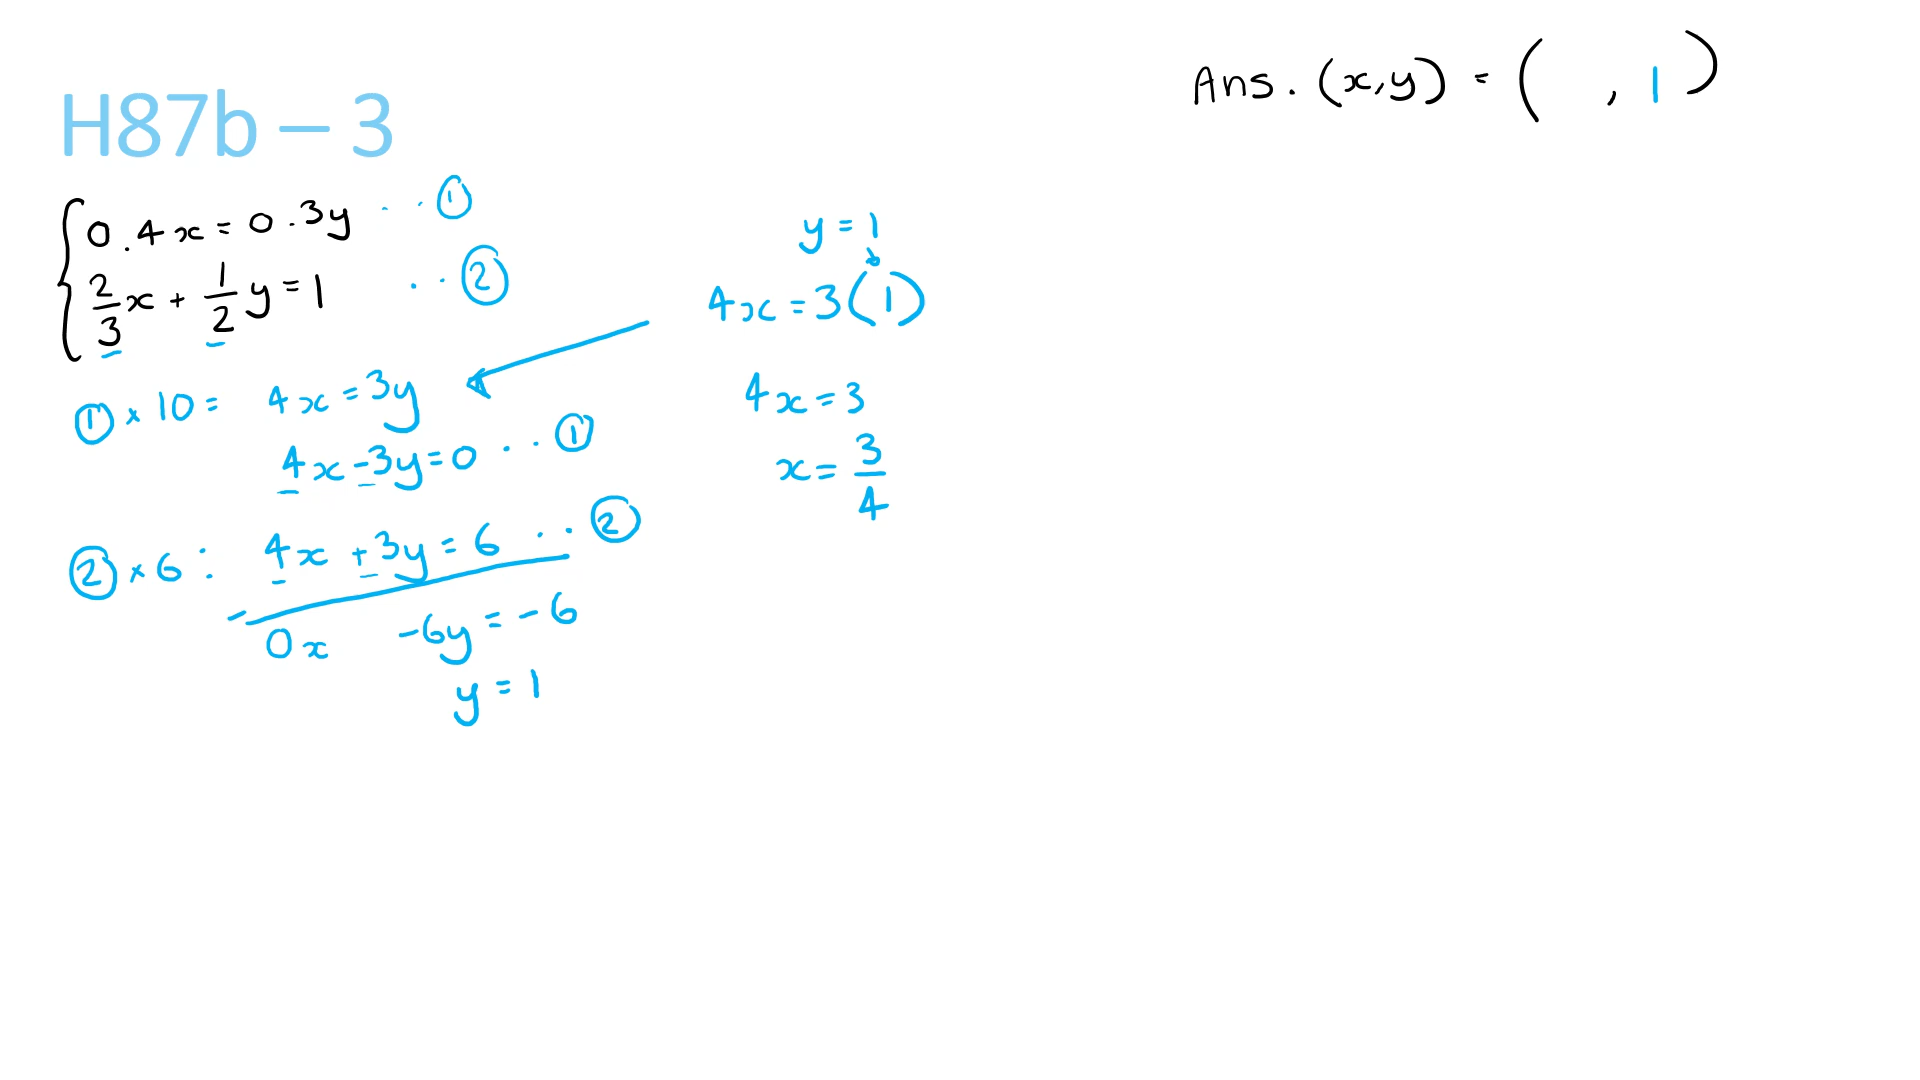 H87b – 3
Ans. (x,y) = ( , 1 )
0.4x = 0.3y .. ①
2/3x + 1/2y = 1 .. ②
① × 10 = 4x = 3y
4x - 3y = 0 .. ①
② × 6 : 4x + 3y = 6 .. ②
-
0x -6y = -6
y = 1
y = 1
4x = 3(1)
4x = 3
x = 3/4